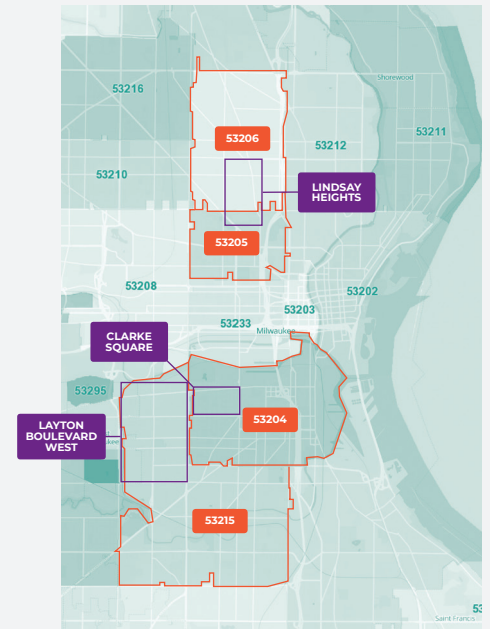 Shorewood
53216
53211
53206
53212
53210
LINDSAY
HEIGHTS
53205
53208
53202
53203
53233
Milwaukee
CLARKE
SQUARE
53295
53204
LAYTON
BOULEVARD
WEST
53215
Saint Francis